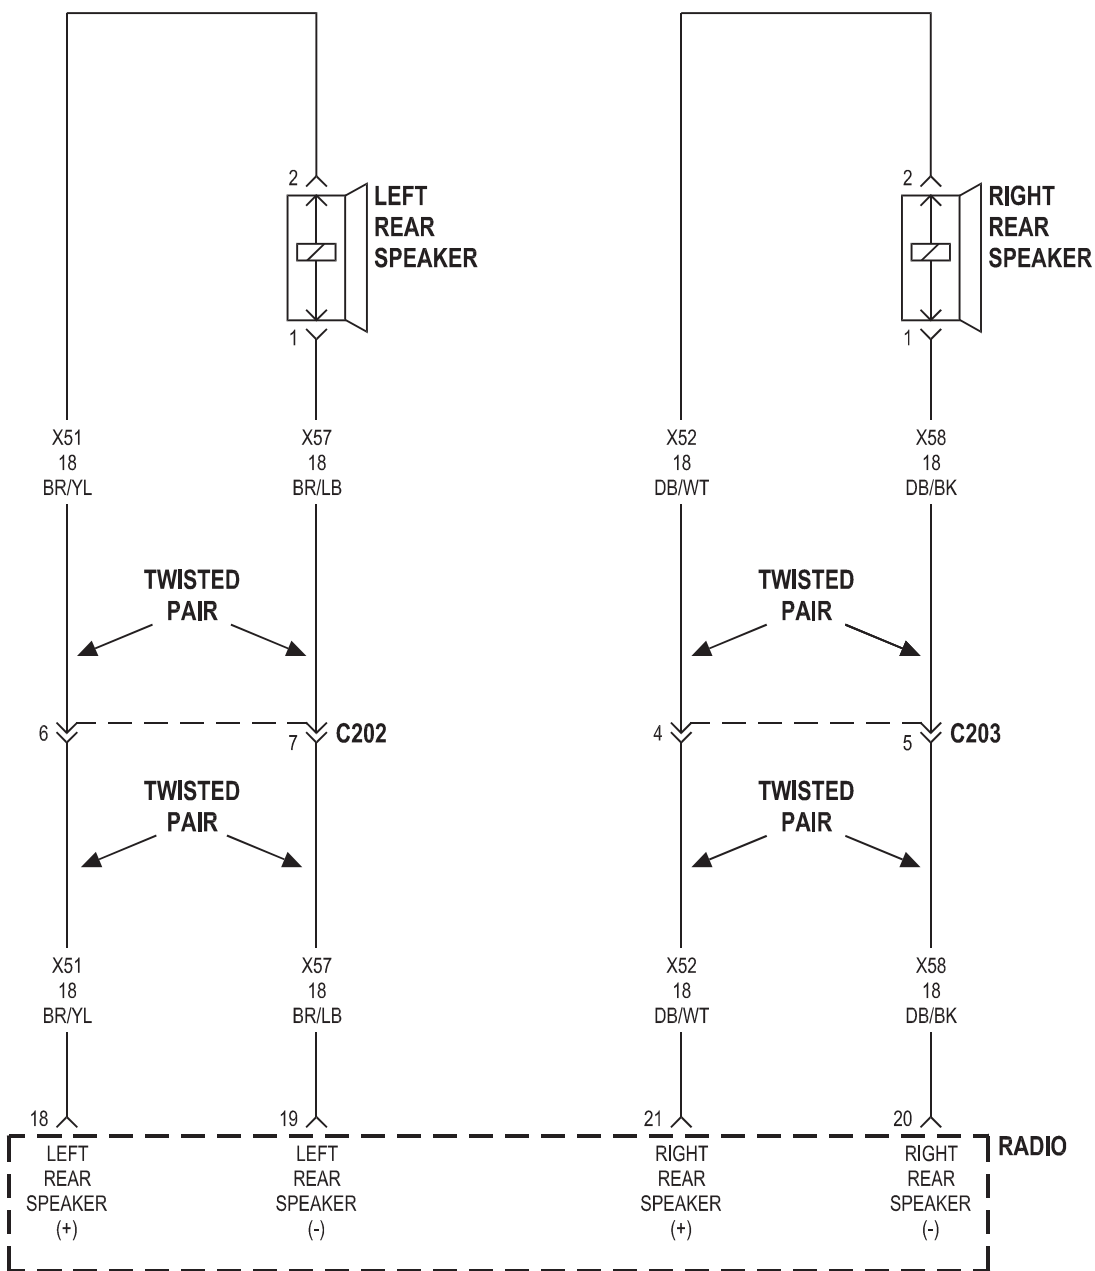 2
LEFT
REAR
SPEAKER
1
2
RIGHT
REAR
SPEAKER
1
X51
18
BR/YL
X57
18
BR/LB
X52
18
DB/WT
X58
18
DB/BK
TWISTED
PAIR
TWISTED
PAIR
6
7
C202
4
5
C203
TWISTED
PAIR
TWISTED
PAIR
X51
18
BR/YL
X57
18
BR/LB
X52
18
DB/WT
X58
18
DB/BK
18
19
21
20
RADIO
LEFT
REAR
SPEAKER
(+)
LEFT
REAR
SPEAKER
(-)
RIGHT
REAR
SPEAKER
(+)
RIGHT
REAR
SPEAKER
(-)